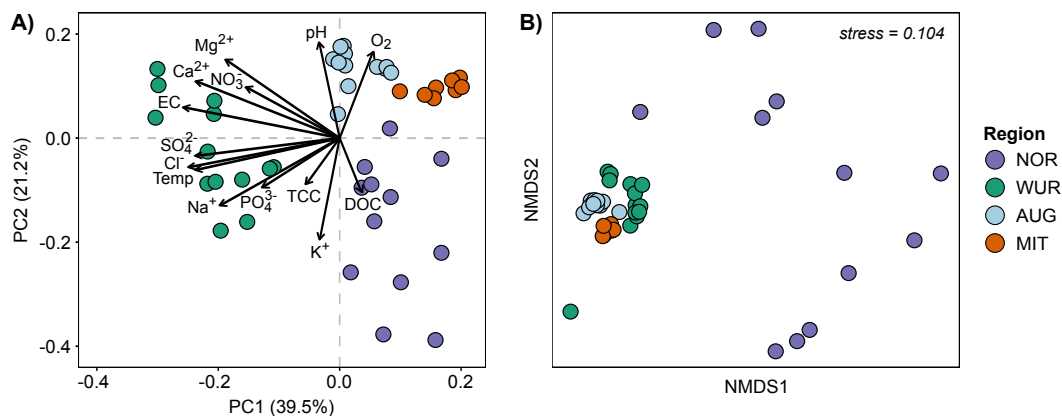 A)
0.2
0.0
-0.2
-0.4
PC2 (21.2%)
-0.4
-0.2
0.0
0.2
PC1 (39.5%)
Mg²⁺
Ca²⁺
NO₃⁻
EC
pH
O₂
SO₄²⁻
Cl⁻
Temp
Na⁺
PO₄³⁻
TCC
DOC
K⁺
B)
stress = 0.104
NMDS2
NMDS1
Region
NOR
WUR
AUG
MIT